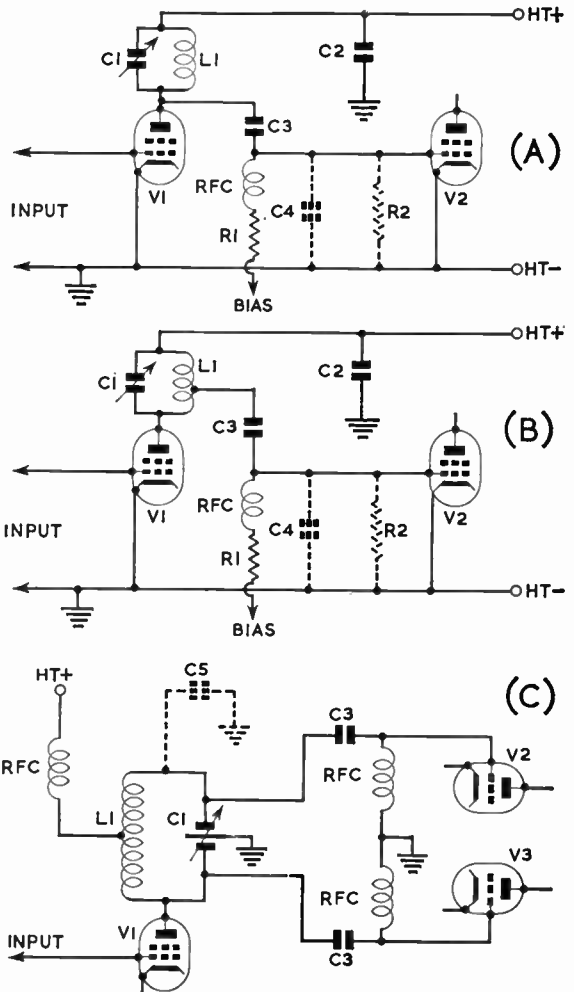 HT+
C1
L1
C2
C3
(A)
V1
RFC
C4
R2
V2
INPUT
R1
HT-
BIAS
HT+
L1
C1
C2
C3
(B)
V1
RFC
C4
R2
V2
INPUT
R1
HT-
BIAS
C5
(C)
HT+
C3
V2
RFC
RFC
L1
C1
V3
RFC
V1
INPUT
C3